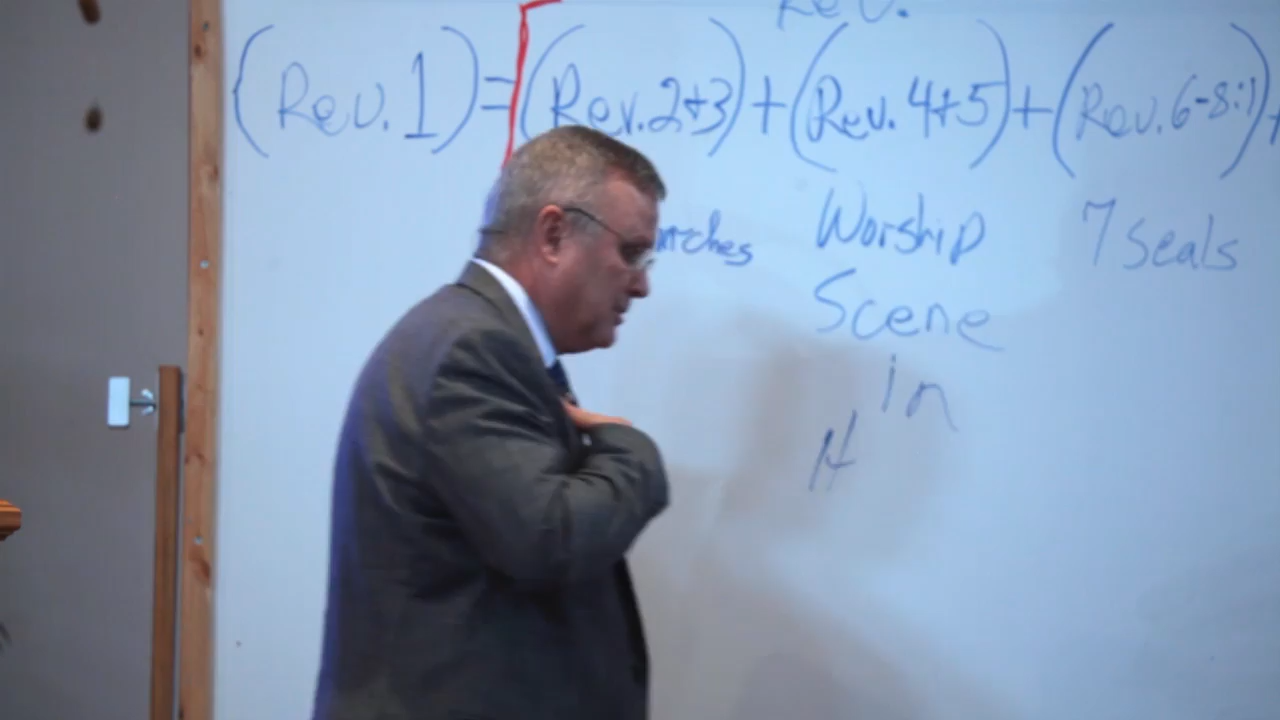 Rev.
(Rev. 1) = [(Rev. 2+3) + (Rev. 4+5) + (Rev. 6-8:1) +
Worship
7 Seals
Scene
in
H